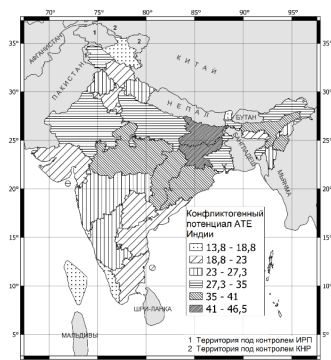 70° 75° 80° 85° 90° 95°
35°
30°
25°
20°
15°
10°
5°
35°
30°
25°
20°
15°
10°
5°
АФГАНИСТАН
1
2
2
ПАКИСТАН
КИТАЙ
НЕПАЛ
БУТАН
БАНГЛАДЕШ
МЬЯНМА
ШРИ-ЛАНКА
МАЛЬДИВЫ
Конфликтогенный
потенциал АТЕ
Индии
13,8 - 18,8
18,8 - 23
23 - 27,3
27,3 - 35
35 - 41
41 - 46,5
1 Территория под контролем ИРП
2 Территория под контролем КНР